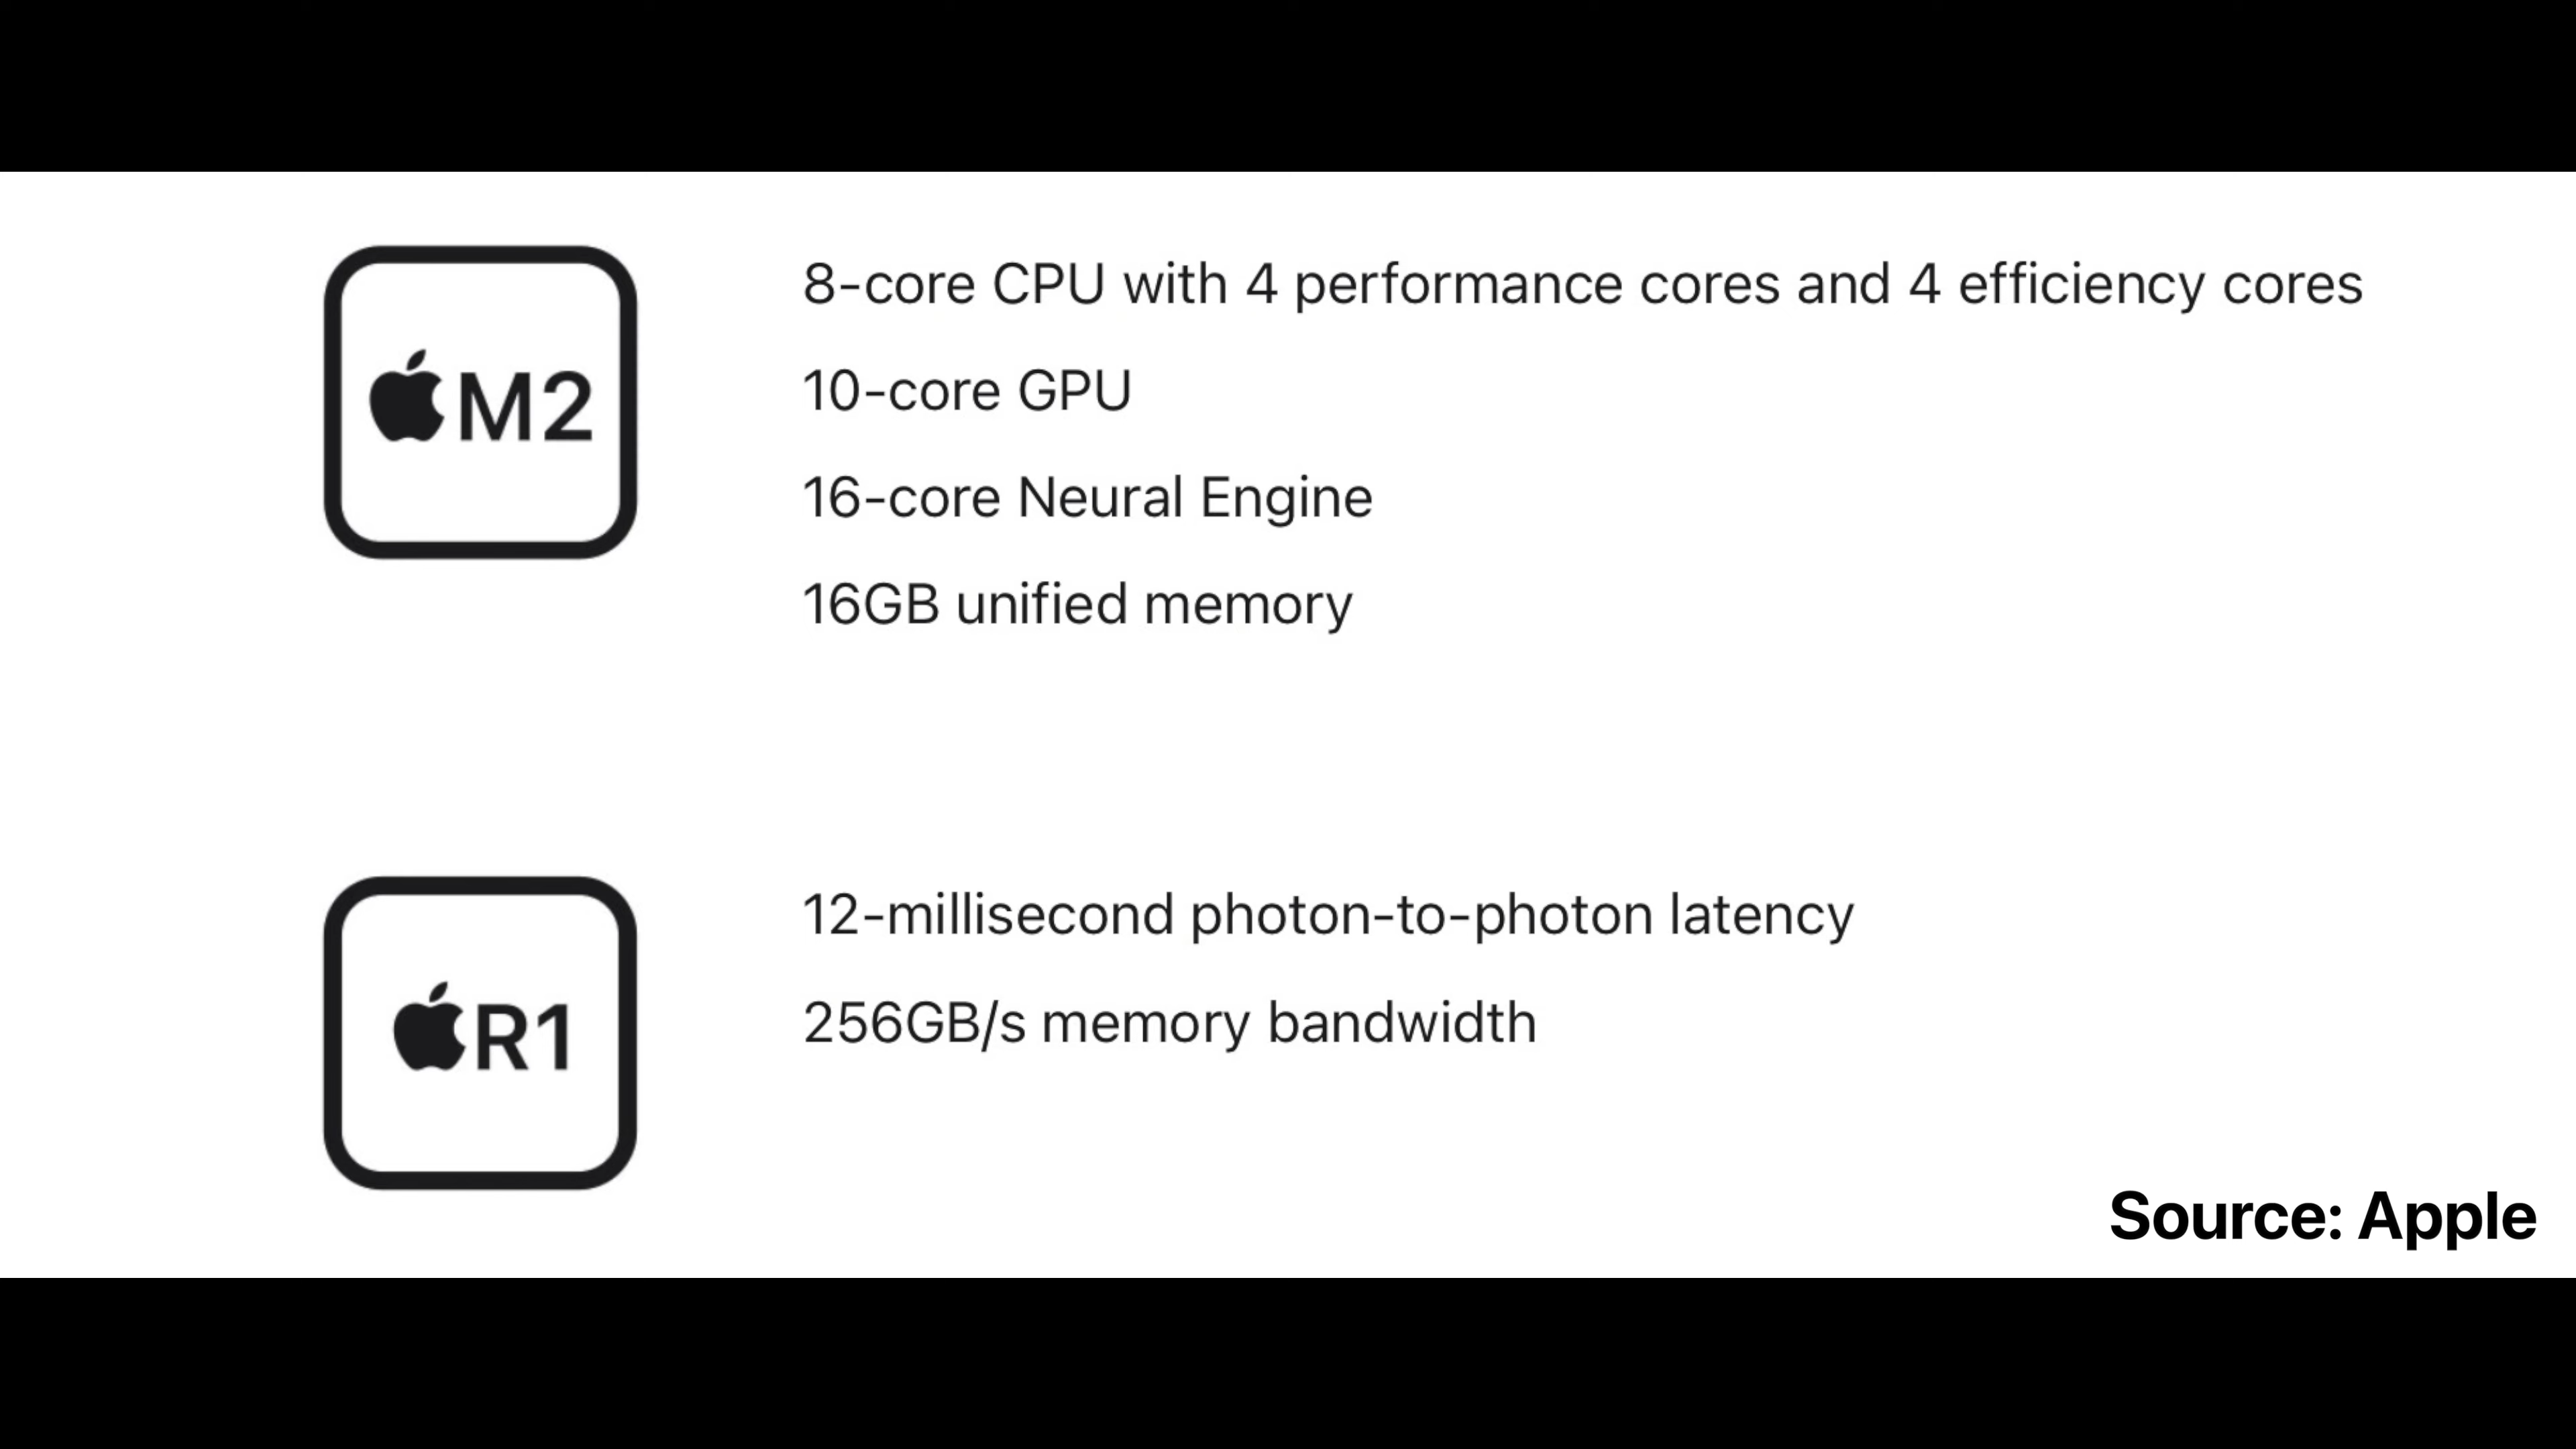 M2
8-core CPU with 4 performance cores and 4 efficiency cores
10-core GPU
16-core Neural Engine
16GB unified memory
R1
12-millisecond photon-to-photon latency
256GB/s memory bandwidth
Source: Apple